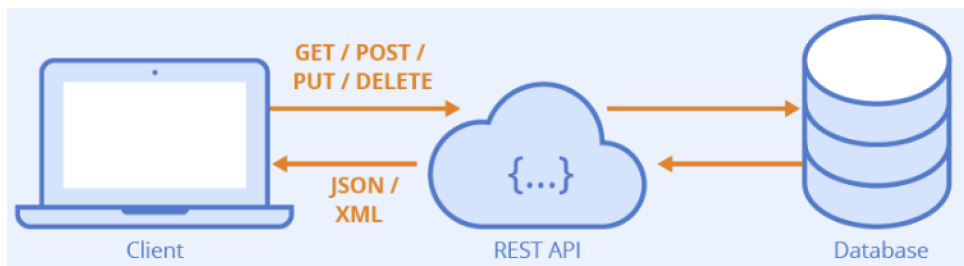 GET / POST /
PUT / DELETE
{...}
JSON /
XML
Client
REST API
Database